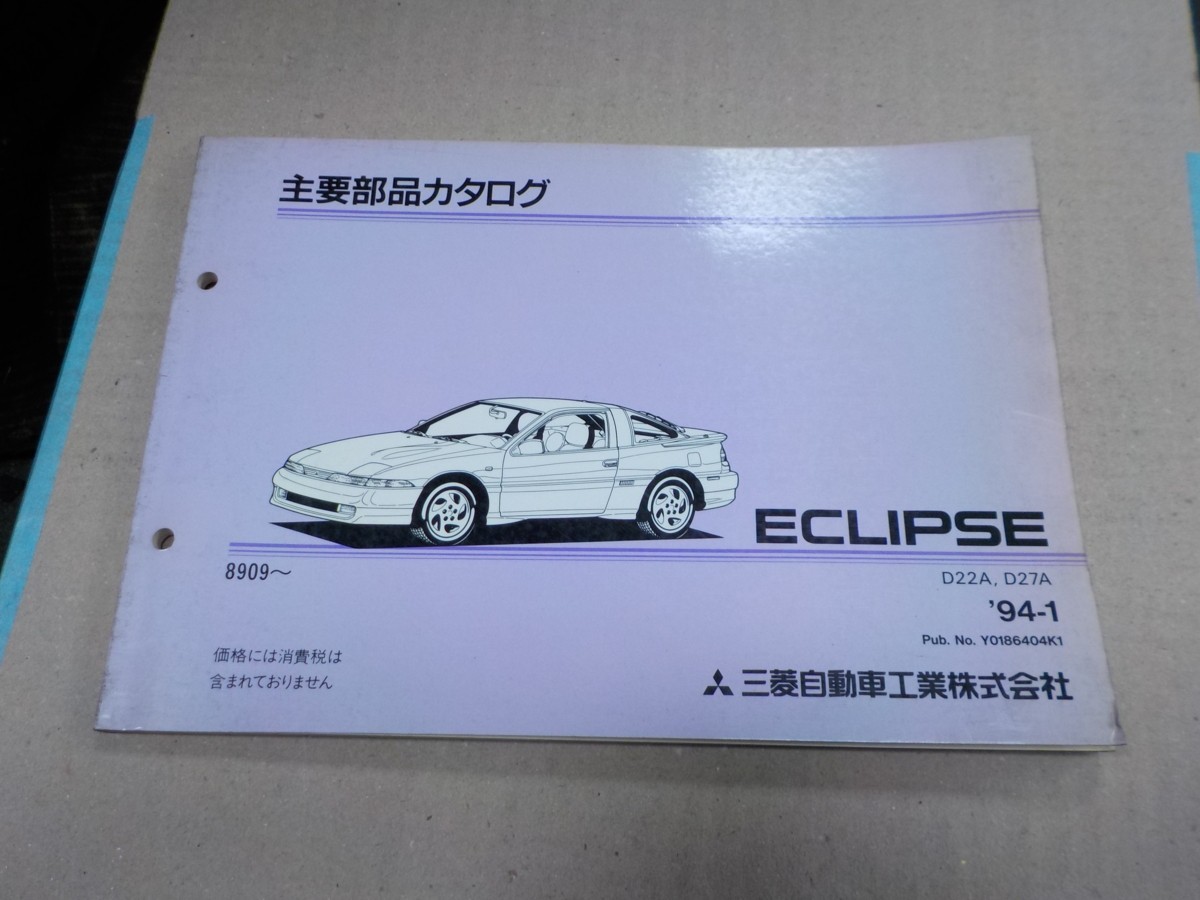 主要部品カタログ
ECLIPSE
8909〜
D22A, D27A
'94-1
Pub. No. Y0186404K1
価格には消費税は
含まれておりません
三菱自動車工業株式会社